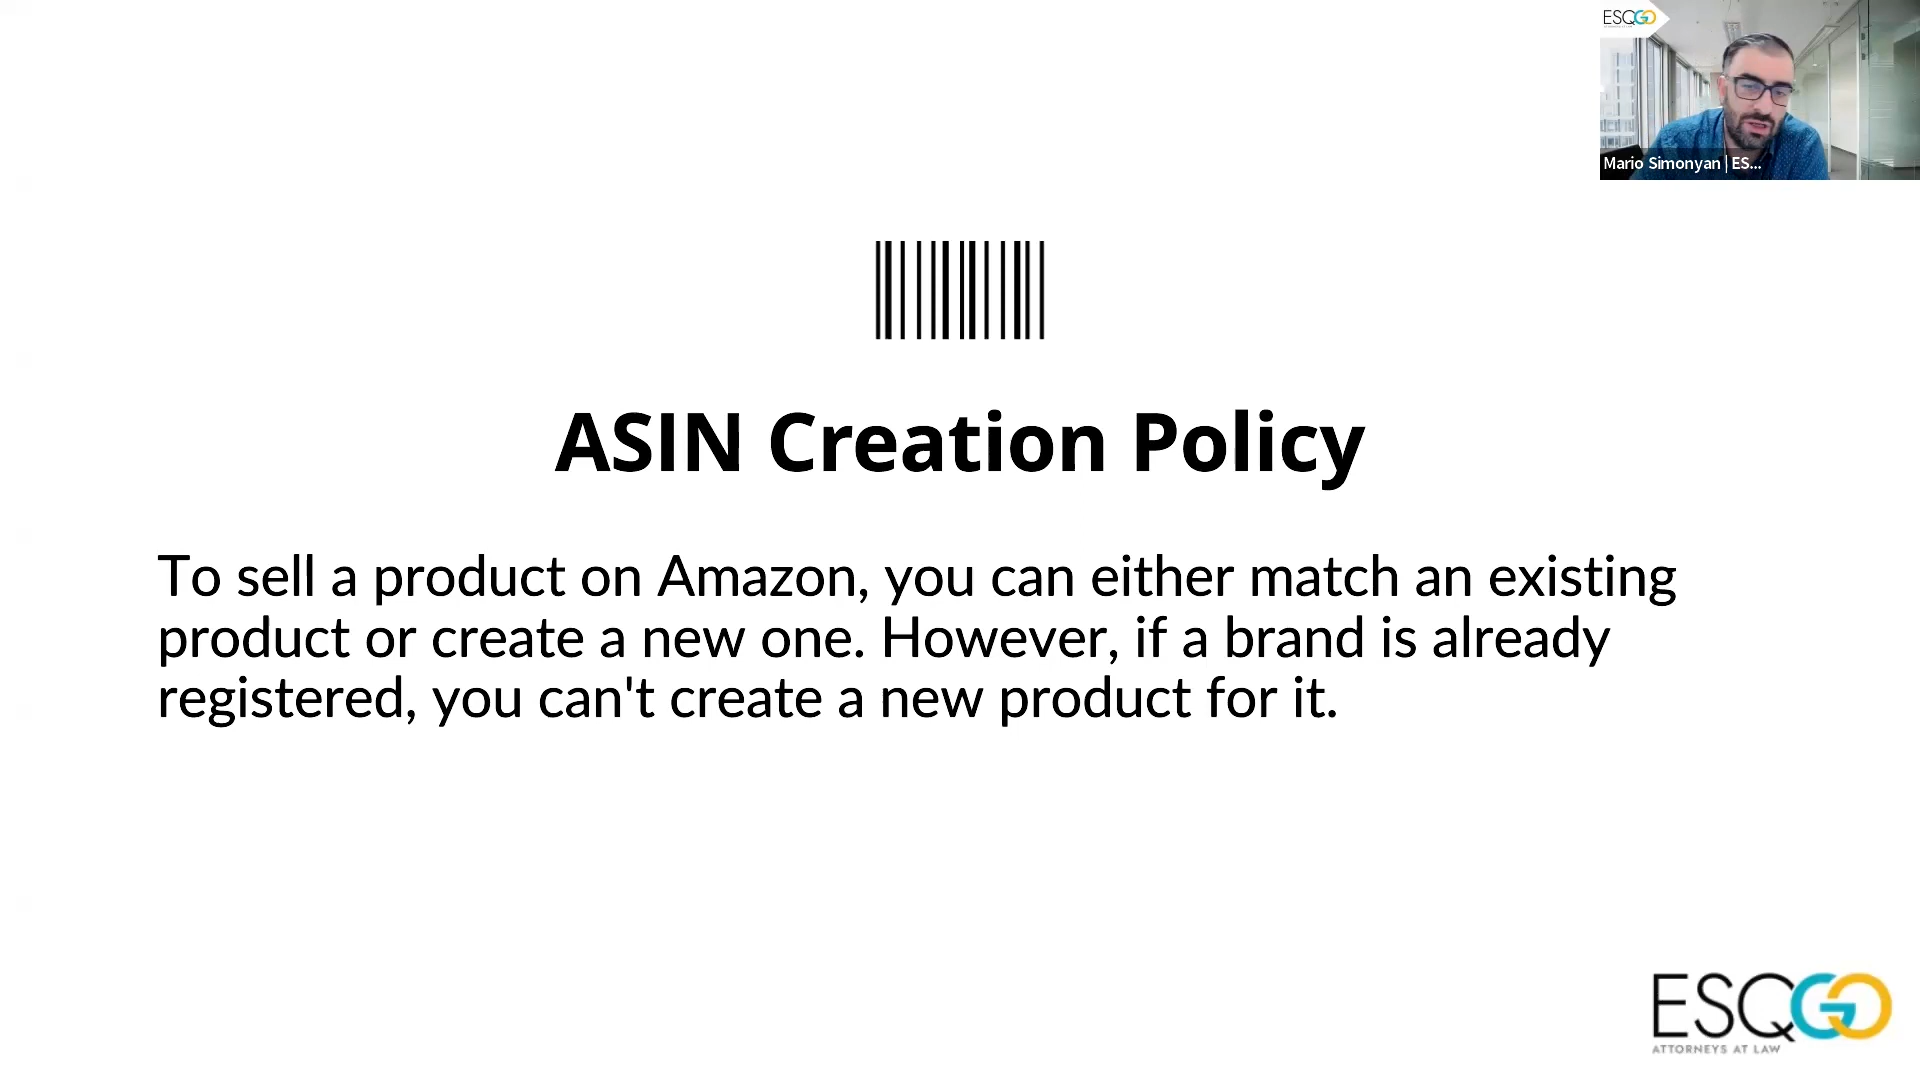 ESQGO
Mario Simonyan | ES...
ASIN Creation Policy
To sell a product on Amazon, you can either match an existing
product or create a new one. However, if a brand is already
registered, you can't create a new product for it.
ESQGO
ATTORNEYS AT LAW